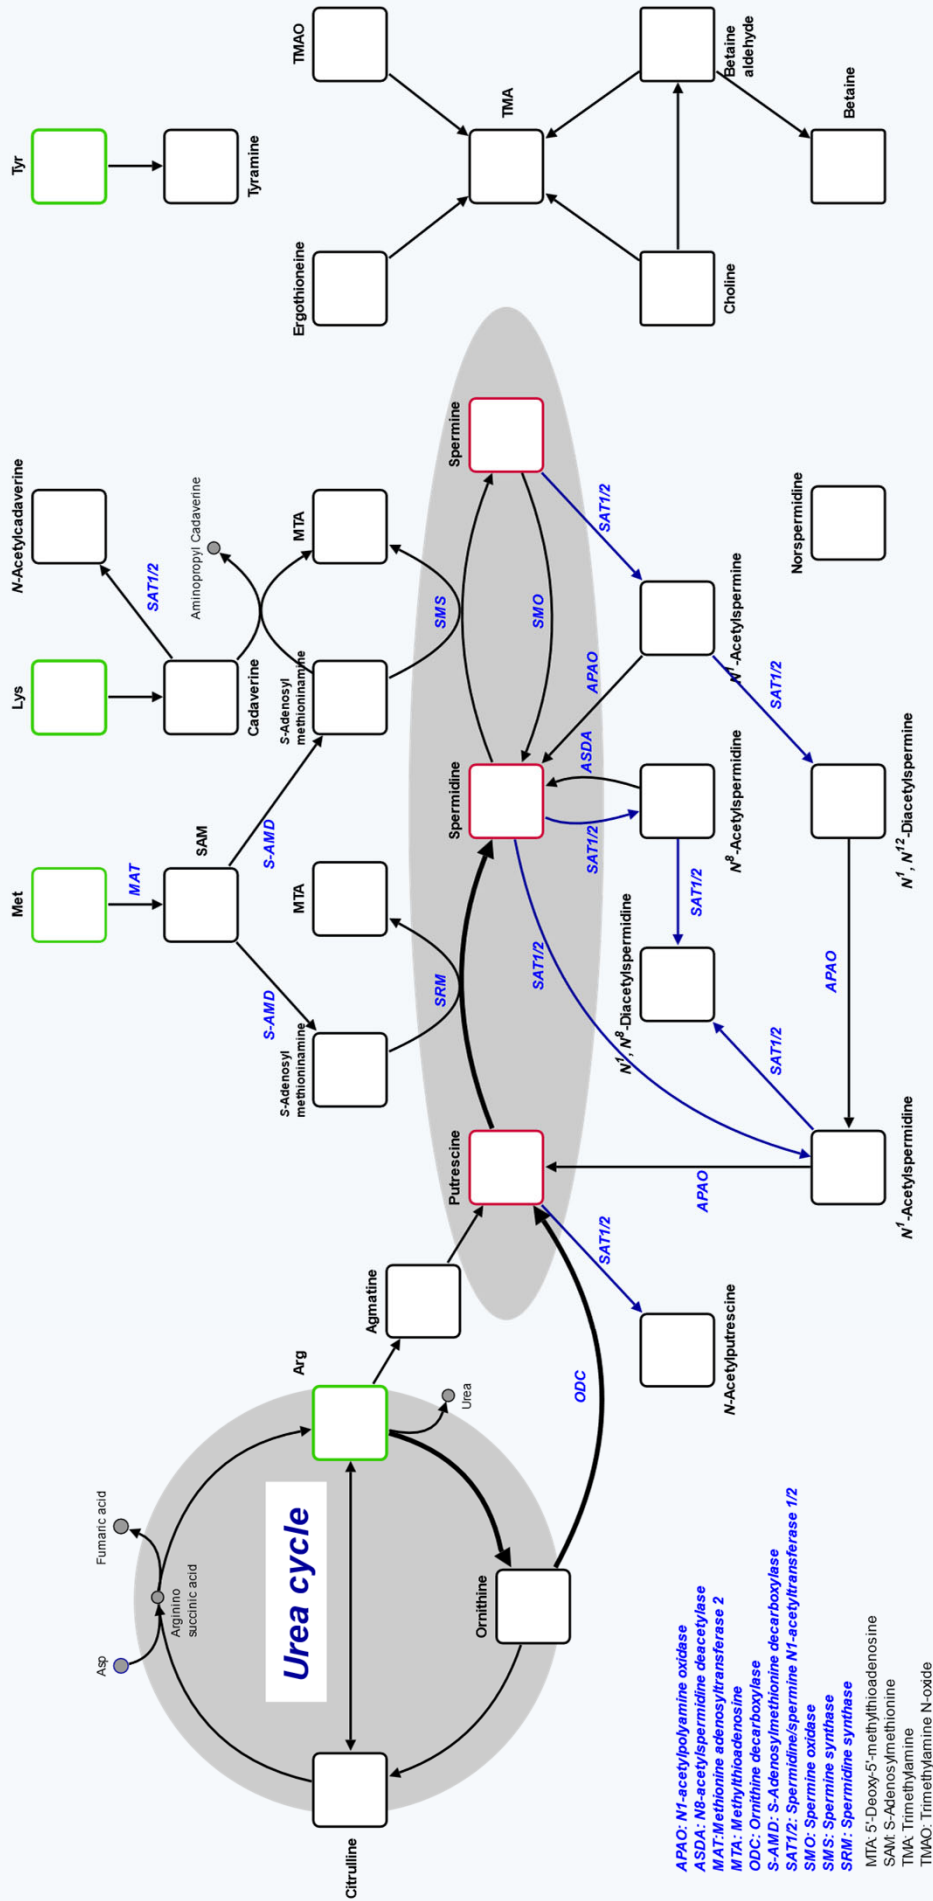 Asp
Fumaric acid
Arginino
succinic acid
Urea cycle
Citrulline
Ornithine
Arg
Urea
Agmatine
ODC
Putrescine
SAT1/2
N-Acetylputrescine
Met
MAT
SAM
S-AMD
S-AMD
S-Adenosyl
methioninamine
MTA
SRM
Lys
Cadaverine
SAT1/2
N-Acetylcadaverine
Aminopropyl Cadaverine
S-Adenosyl
methioninamine
MTA
SMS
Spermidine
Spermine
SMO
SAT1/2
SAT1/2
ASDA
APAO
SAT1/2
N1-Acetylspermine
N8-Acetylspermidine
SAT1/2
N1, N8-Diacetylspermidine
SAT1/2
SAT1/2
APAO
APAO
N1-Acetylspermidine
N1, N12-Diacetylspermine
Norspermidine
Tyr
Tyramine
Ergothioneine
TMAO
TMA
Choline
Betaine
aldehyde
Betaine
APAO: N1-acetylpolyamine oxidase
ASDA: N8-acetylspermidine deacetylase
MAT:Methionine adenosyltransferase 2
MTA: Methylthioadenosine
ODC: Ornithine decarboxylase
S-AMD: S-Adenosylmethionine decarboxylase
SAT1/2: Spermidine/spermine N1-acetyltransferase 1/2
SMO: Spermine oxidase
SMS: Spermine synthase
SRM: Spermidine synthase
MTA: 5'-Deoxy-5'-methylthioadenosine
SAM: S-Adenosylmethionine
TMA: Trimethylamine
TMAO: Trimethylamine N-oxide